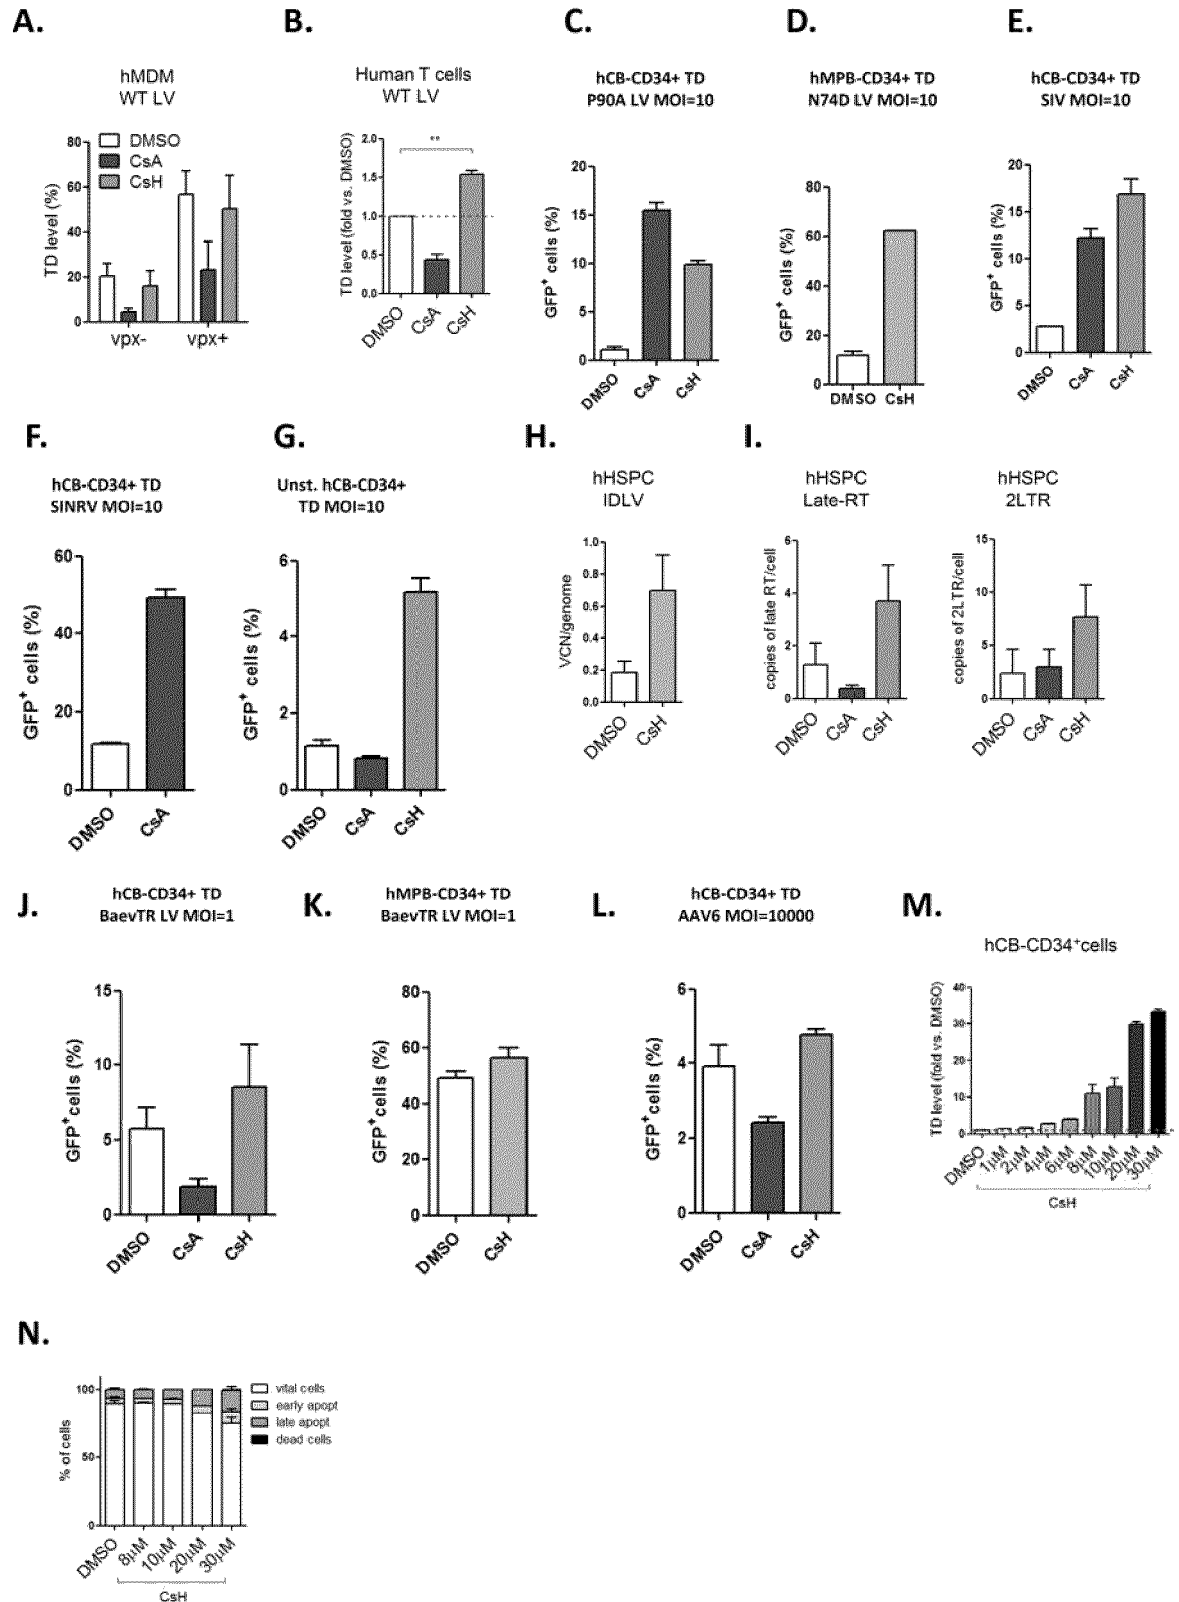 A.
hMDM
WT LV
TD level (%)
80
60
40
20
0
DMSO
CsA
CsH
vpx-
vpx+
B.
Human T cells
WT LV
TD level (fold vs. DMSO)
2.0
1.5
1.0
0.5
0.0
**
DMSO
CsA
CsH
C.
hCB-CD34+ TD
P90A LV MOI=10
GFP+ cells (%)
20
15
10
5
0
DMSO
CsA
CsH
D.
hMPB-CD34+ TD
N74D LV MOI=10
GFP+ cells (%)
80
60
40
20
0
DMSO
CsH
E.
hCB-CD34+ TD
SIV MOI=10
GFP+ cells (%)
20
15
10
5
0
DMSO
CsA
CsH
F.
hCB-CD34+ TD
SINRV MOI=10
GFP+ cells (%)
60
40
20
0
DMSO
CsA
G.
Unst. hCB-CD34+
TD MOI=10
GFP+ cells (%)
6
4
2
0
DMSO
CsA
CsH
H.
hHSPC
IDLV
VCN/genome
1.0
0.8
0.6
0.4
0.2
0.0
DMSO
CsH
I.
hHSPC
Late-RT
copies of late RT/cell
6
4
2
0
DMSO
CsA
CsH
hHSPC
2LTR
copies of 2LTR/cell
15
10
5
0
DMSO
CsA
CsH
J.
hCB-CD34+ TD
BaevTR LV MOI=1
GFP+cells (%)
15
10
5
0
DMSO
CsA
CsH
K.
hMPB-CD34+ TD
BaevTR LV MOI=1
GFP+cells (%)
80
60
40
20
0
DMSO
CsH
L.
hCB-CD34+ TD
AAV6 MOI=10000
GFP+cells (%)
6
4
2
0
DMSO
CsA
CsH
M.
hCB-CD34+cells
TD level (fold vs. DMSO)
40
30
20
10
0
DMSO
1µM
2µM
4µM
6µM
8µM
10µM
20µM
30µM
CsH
N.
% of cells
100
50
0
vital cells
early apopt
late apopt
dead cells
DMSO
8µM
10µM
20µM
30µM
CsH